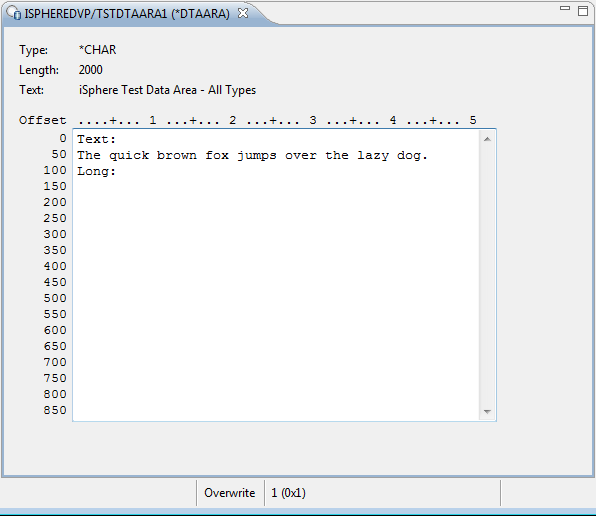 ISPHEREDVP/TSTDTAARA1 (*DTAARA)
Type: *CHAR
Length: 2000
Text: iSphere Test Data Area - All Types
Offset ....+... 1 ...+... 2 ...+... 3 ...+... 4 ...+... 5
0 Text:
50 The quick brown fox jumps over the lazy dog.
100 Long:
150
200
250
300
350
400
450
500
550
600
650
700
750
800
850
Overwrite 1 (0x1)